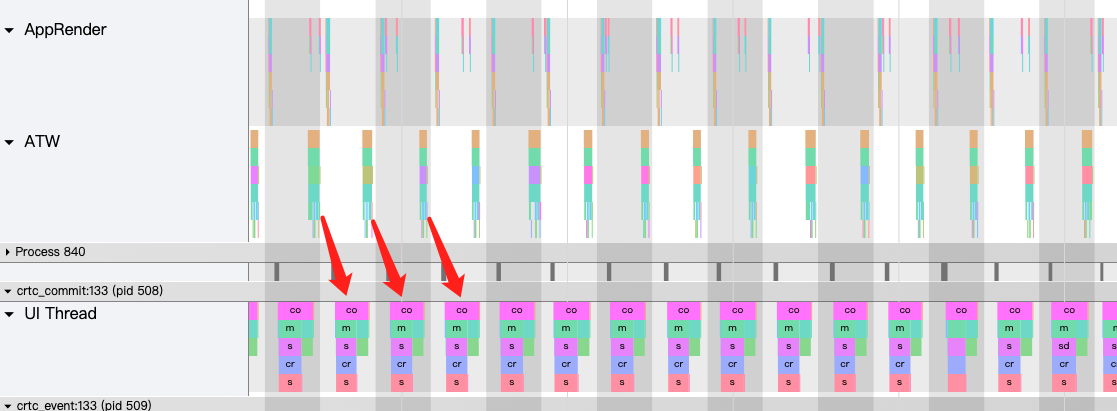 AppRender
ATW
Process 840
crtc_commit:133 (pid 508)
UI Thread
co co co co co co co co co co co co co co co
m m m m m m m m m m m m m m m
s s s s s s s s s s s s s sd s
cr cr cr cr cr cr cr cr cr cr cr cr cr cr cr
s s s s s s s s s s s s s s s
crtc_event:133 (pid 509)